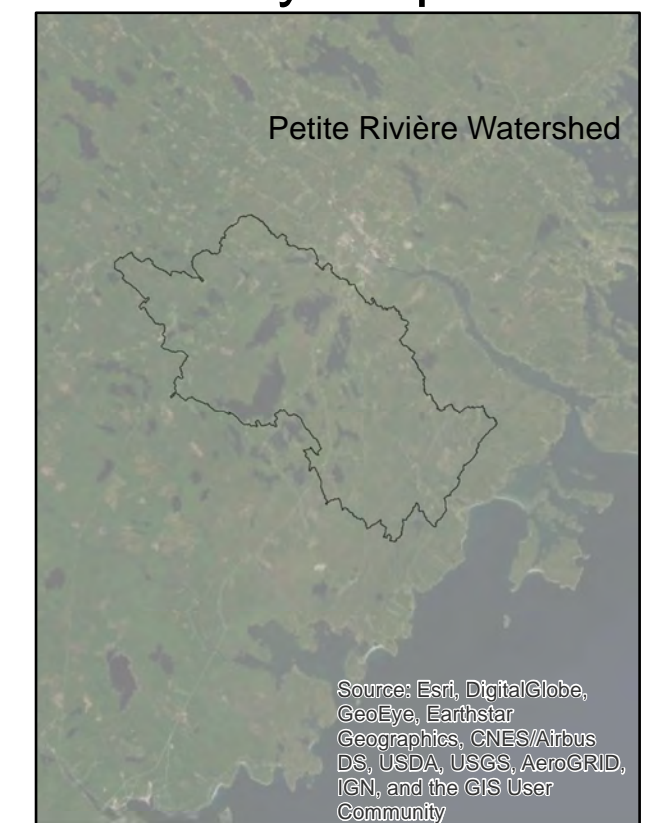 Petite Rivière Watershed
Source: Esri, DigitalGlobe,
GeoEye, Earthstar
Geographics, CNES/Airbus
DS, USDA, USGS, AeroGRID,
IGN, and the GIS User
Community